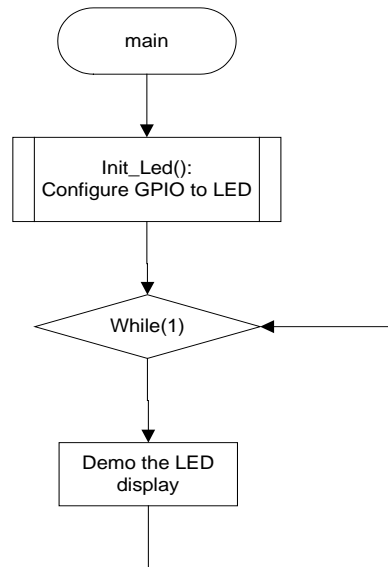 main
Init_Led():
Configure GPIO to LED
While(1)
Demo the LED
display